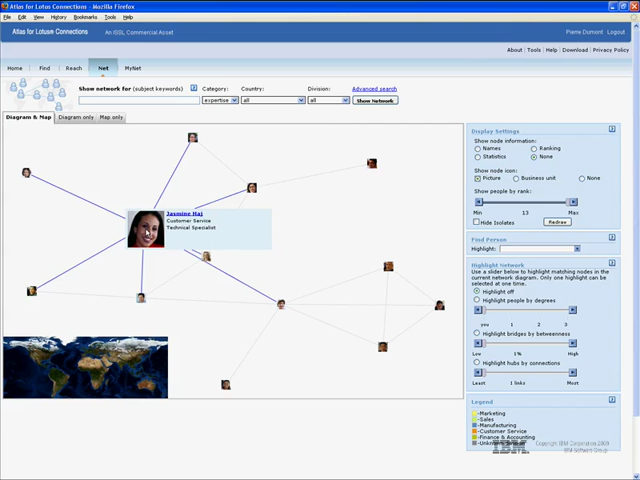 Atlas for Lotus Connections - Mozilla Firefox
File Edit View History Bookmarks Tools Help
Atlas for Lotus Connections An ISSL Commercial Asset Pierre Dumont Logout
About | Tools | Help | Download | Privacy Policy
Home Find Reach Net MyNet
Show network for (subject keywords) ? Category: Country: Division: Advanced search
expertise all all Show Network
Diagram & Map Diagram only Map only
Jasmine Haj
Customer Service
Technical Specialist
Display Settings ?
Show node information:
Names Ranking
Statistics None
Show node icon:
Picture Business unit None
Show people by rank:
Min 13 Max
Hide Isolates Redraw
Find Person ?
Highlight:
Highlight Network ?
Use a slider below to highlight matching nodes in the
current network diagram. Only one highlight can be
selected at one time.
Highlight off
Highlight people by degrees
you 1 2 3
Highlight bridges by betweenness
Low 1% High
Highlight hubs by connections
Least 1 links Most
Legend ?
-Marketing
-Sales
-Manufacturing
-Customer Service
-Finance & Accounting
IBM
IBM Corporation 2009
IBM Software Group